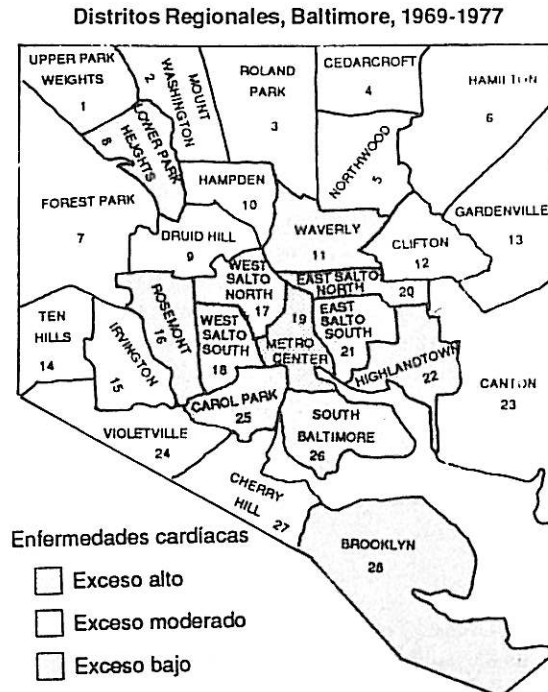 Distritos Regionales, Baltimore, 1969-1977
UPPER PARK
WEIGHTS
1
MOUNT
WASHINGTON
2
ROLAND
PARK
3
CEDARCROFT
4
HAMILTON
6
LOWER PARK
HEIGHTS
8
NORTHWOOD
5
HAMPDEN
10
FOREST PARK
7
GARDENVILLE
13
WAVERLY
11
DRUID HILL
9
CLIFTON
12
WEST
SALTO
NORTH
17
EAST SALTO
NORTH
20
ROSEMONT
16
19
METRO
CENTER
EAST
SALTO
SOUTH
21
TEN
HILLS
14
IRVINGTON
15
WEST
SALTO
SOUTH
18
HIGHLANDTOWN
22
CANTON
23
CAROL PARK
25
SOUTH
BALTIMORE
26
VIOLETVILLE
24
CHERRY
HILL 27
BROOKLYN
28
Enfermedades cardíacas
Exceso alto
Exceso moderado
Exceso bajo